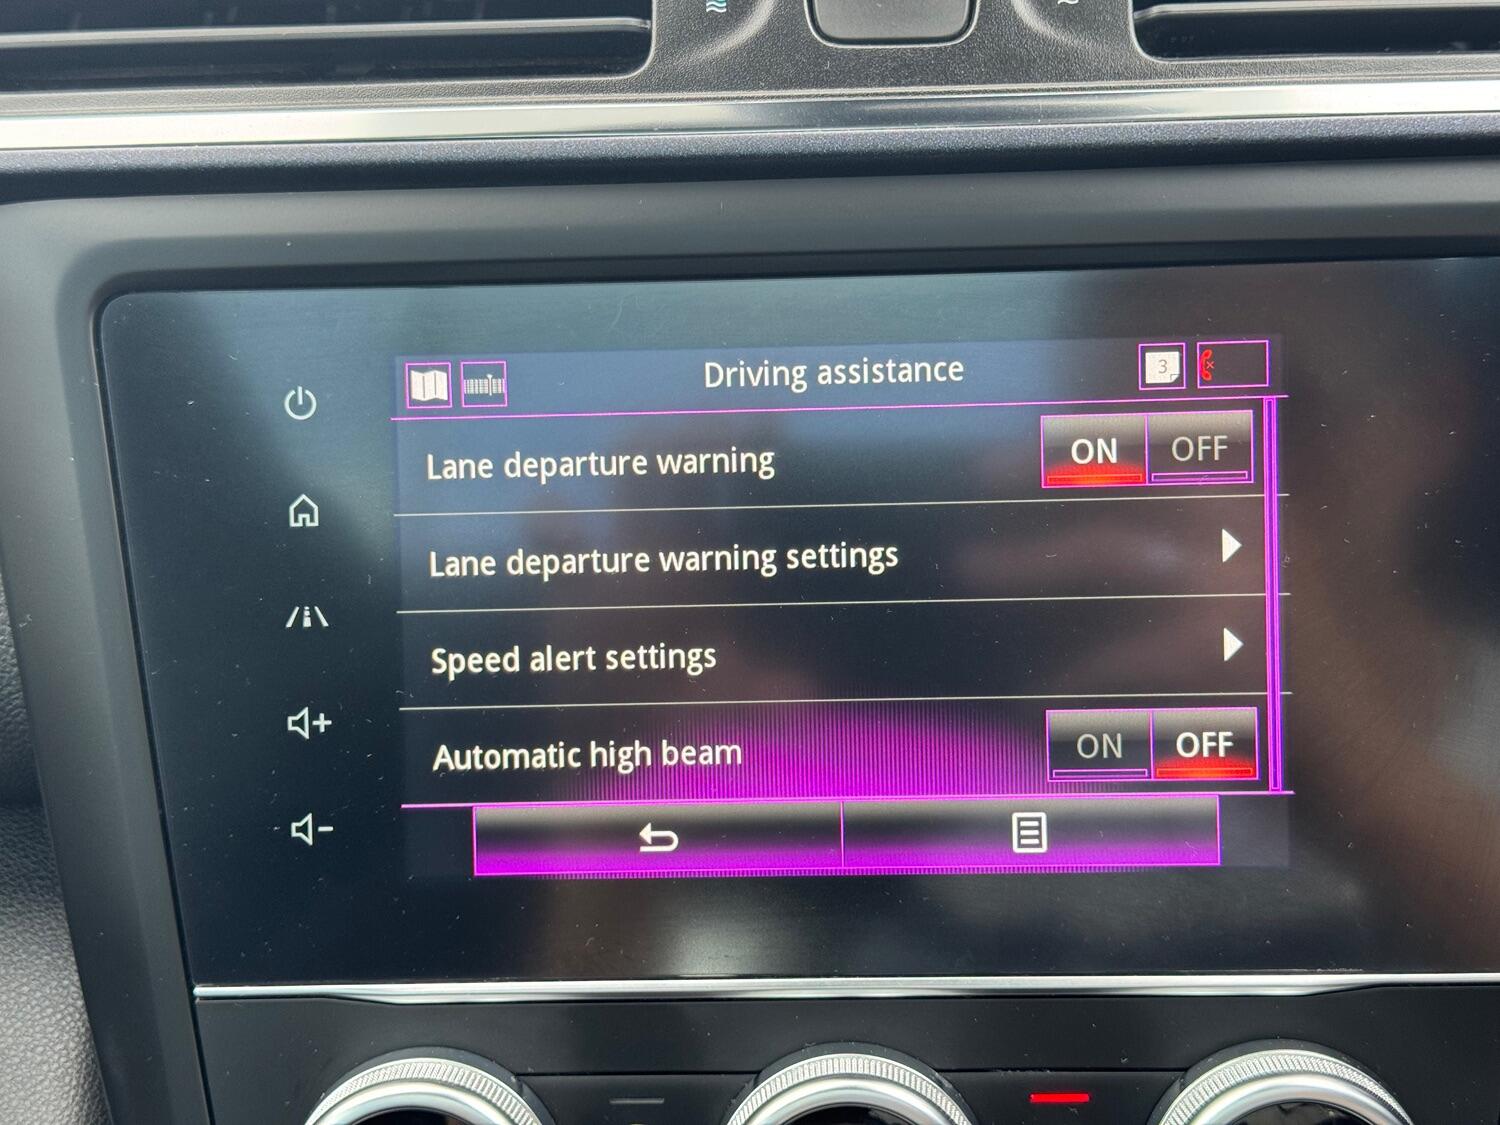 Driving assistance
3
Lane departure warning
ON OFF
Lane departure warning settings
Speed alert settings
Automatic high beam
ON OFF